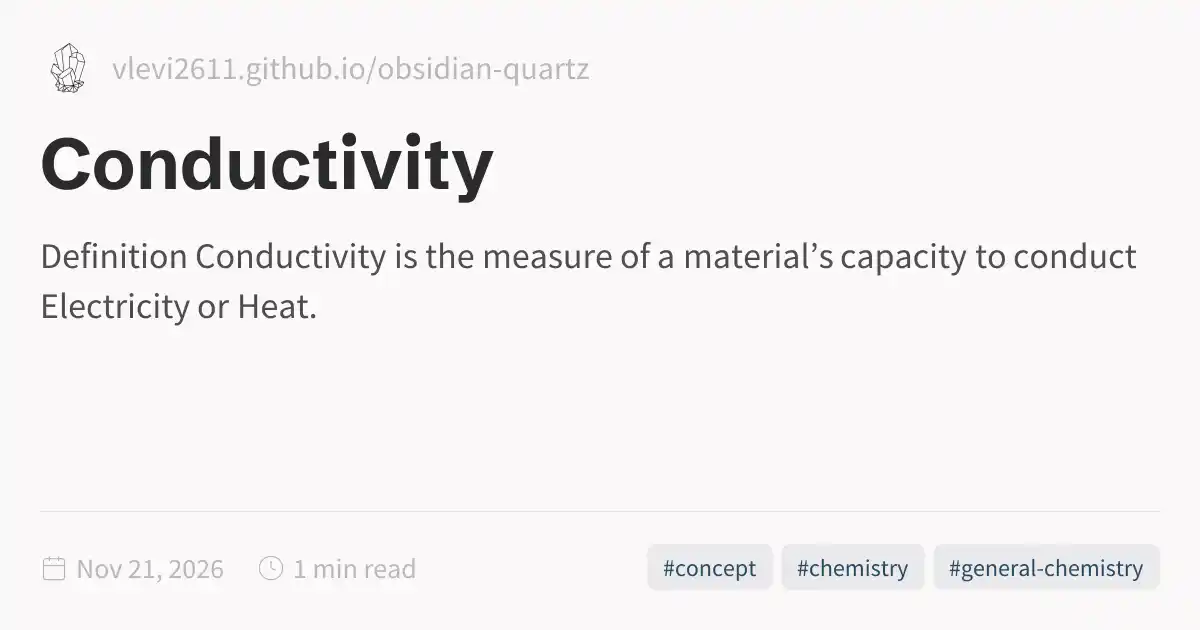 vlevi2611.github.io/obsidian-quartz
Conductivity
Definition Conductivity is the measure of a material’s capacity to conduct
Electricity or Heat.
Nov 21, 2026 1 min read #concept #chemistry #general-chemistry